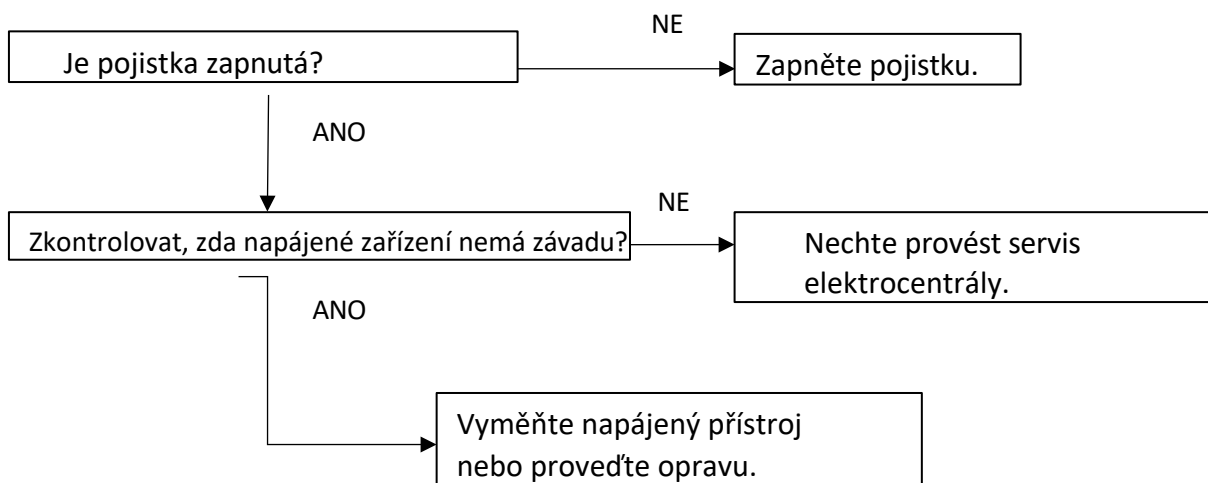 NE
Je pojistka zapnutá?
Zapněte pojistku.
ANO
NE
Zkontrolovat, zda napájené zařízení nemá závadu?
Nechte provést servis
elektrocentrály.
ANO
Vyměňte napájený přístroj
nebo proveďte opravu.